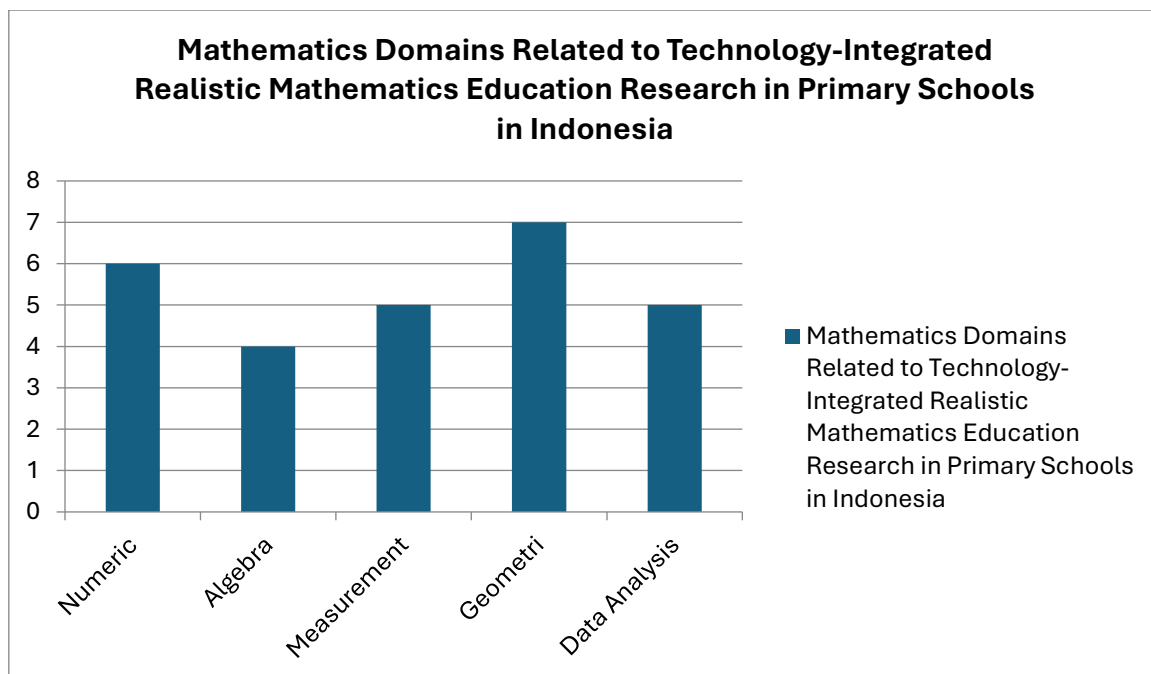 Mathematics Domains Related to Technology-Integrated
Realistic Mathematics Education Research in Primary Schools
in Indonesia
8
7
6
5
4
3
2
1
0
Numeric
Algebra
Measurement
Geometri
Data Analysis
Mathematics Domains
Related to Technology-
Integrated Realistic
Mathematics Education
Research in Primary Schools
in Indonesia